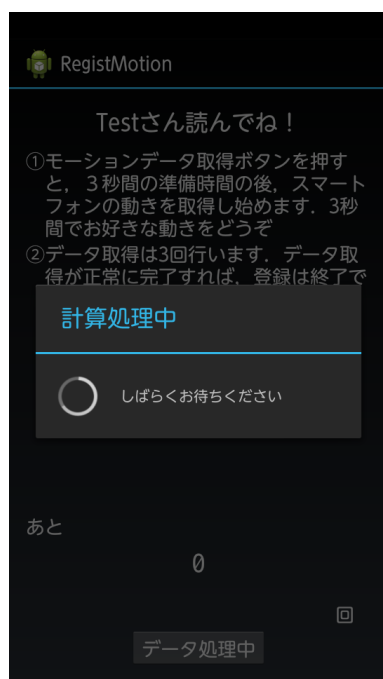 RegistMotion
Testさん読んでね！
①モーションデータ取得ボタンを押す
と，３秒間の準備時間の後，スマート
フォンの動きを取得し始めます．3秒
間でお好きな動きをどうぞ
②データ取得は3回行います．データ取
得が正常に完了すれば，登録は終了で
計算処理中
しばらくお待ちください
あと
0
回
データ処理中